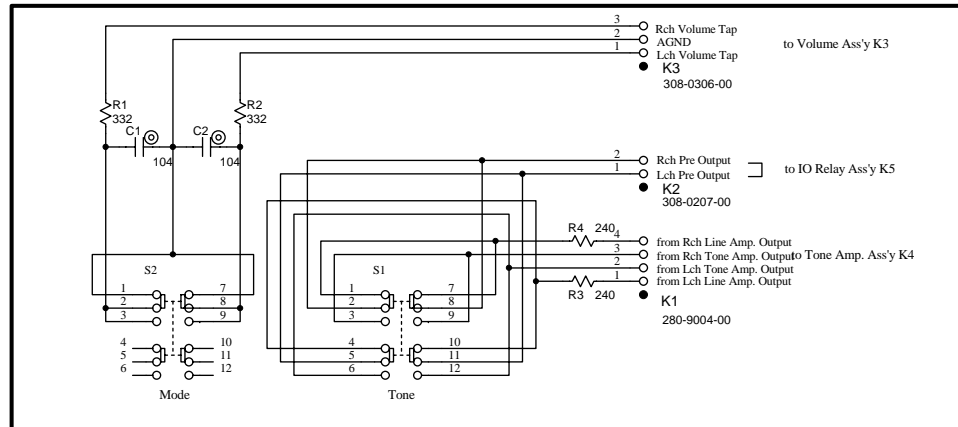 3 Rch Volume Tap
2 AGND to Volume Ass'y K3
1 Lch Volume Tap
K3
308-0306-00
R1
332
R2
332
C1
104
C2
104
2 Rch Pre Output
1 Lch Pre Output to IO Relay Ass'y K5
K2
308-0207-00
R4 240
4 from Rch Line Amp. Output
3 from Rch Tone Amp. Output to Tone Amp. Ass'y K4
2 from Lch Tone Amp. Output
1 from Lch Line Amp. Output
R3 240
K1
280-9004-00
S2
1 7
2 8
3 9
4 10
5 11
6 12
Mode
S1
1 7
2 8
3 9
4 10
5 11
6 12
Tone